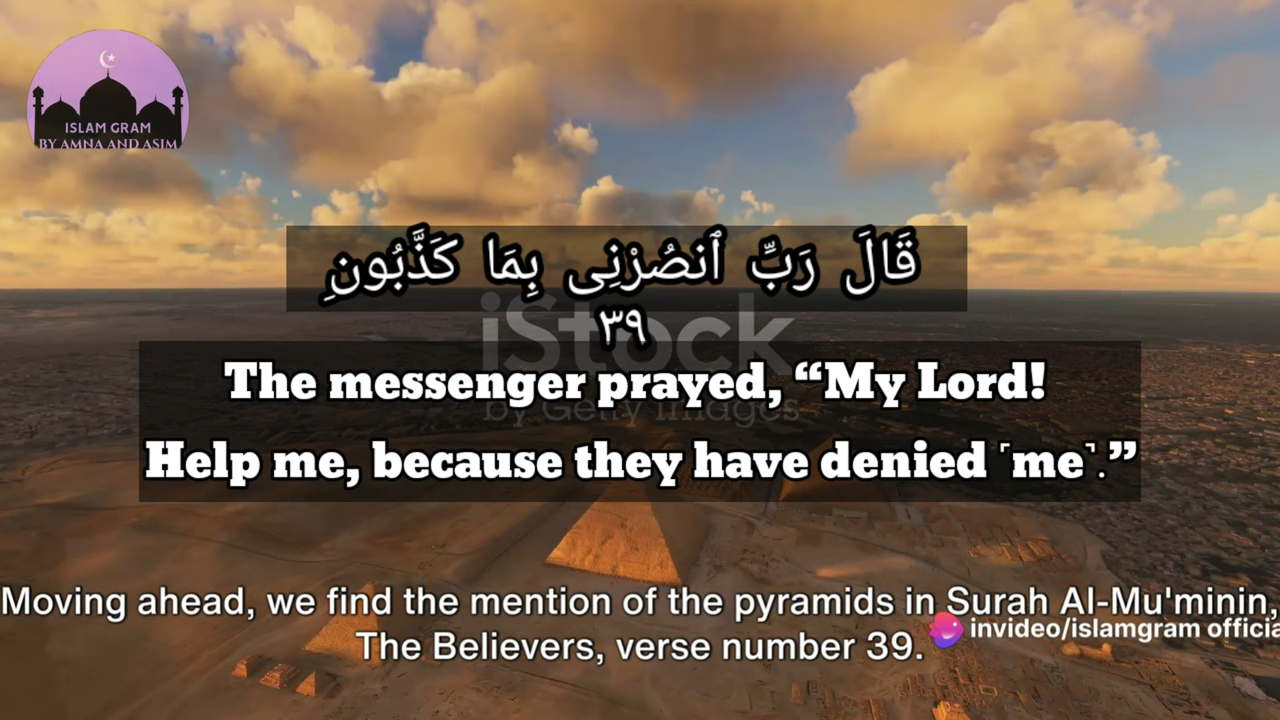 ISLAM GRAM
BY AMNA AND ASIM
قَالَ رَبِّ ٱنصُرْنِى بِمَا كَذَّبُونِ
٣٩
iStock
by Getty Images
The messenger prayed, “My Lord!
Help me, because they have denied ˹me˺.”
Moving ahead, we find the mention of the pyramids in Surah Al-Mu'minin,
The Believers, verse number 39.
invideo/islamgram officia